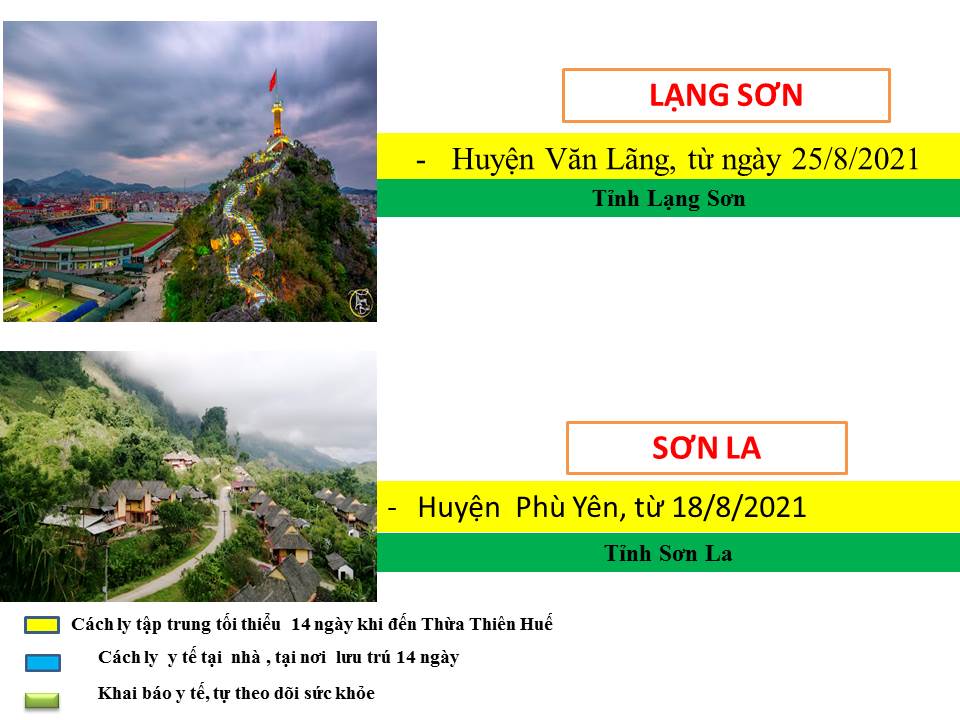 LẠNG SƠN
- Huyện Văn Lãng, từ ngày 25/8/2021
Tỉnh Lạng Sơn
SƠN LA
- Huyện Phù Yên, từ 18/8/2021
Tỉnh Sơn La
Cách ly tập trung tối thiểu 14 ngày khi đến Thừa Thiên Huế
Cách ly y tế tại nhà , tại nơi lưu trú 14 ngày
Khai báo y tế, tự theo dõi sức khỏe